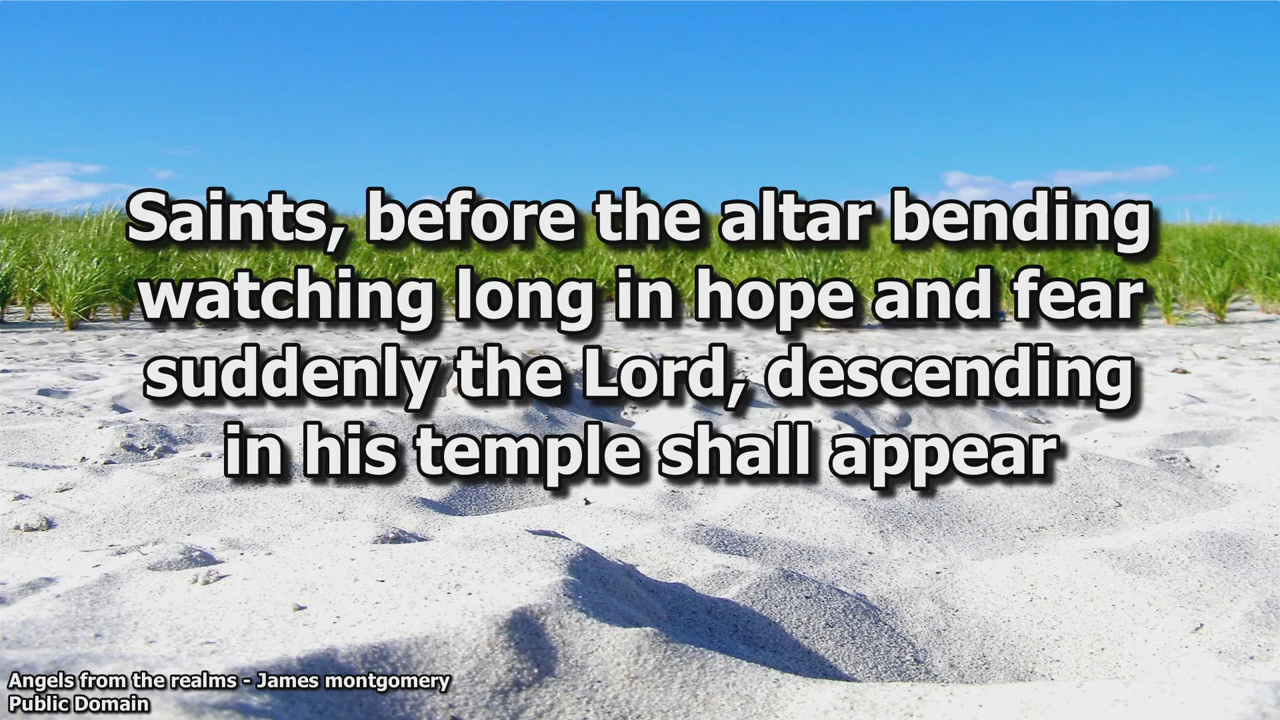 Saints, before the altar bending
watching long in hope and fear
suddenly the Lord, descending
in his temple shall appear
Angels from the realms - James montgomery
Public Domain